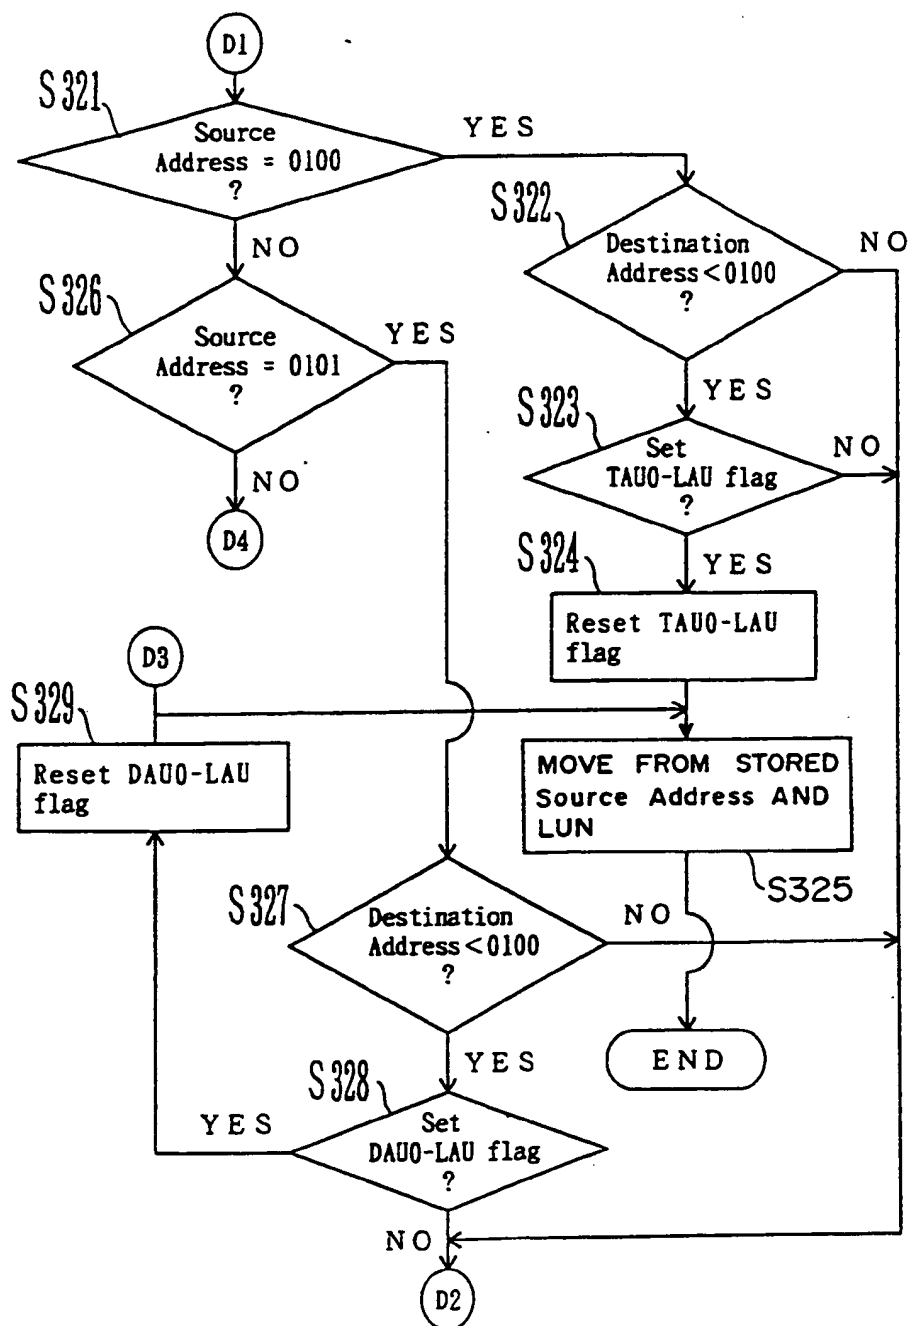 D1
S321
Source
Address = 0100
?
YES
NO
S322
Destination
Address<0100
?
NO
YES
S326
Source
Address = 0101
?
YES
NO
D4
S323
Set
TAU0-LAU flag
?
NO
YES
S324
Reset TAU0-LAU
flag
D3
S329
Reset DAU0-LAU
flag
MOVE FROM STORED
Source Address AND
LUN
S325
S327
Destination
Address<0100
?
NO
YES
END
S328
Set
DAU0-LAU flag
?
YES
NO
D2